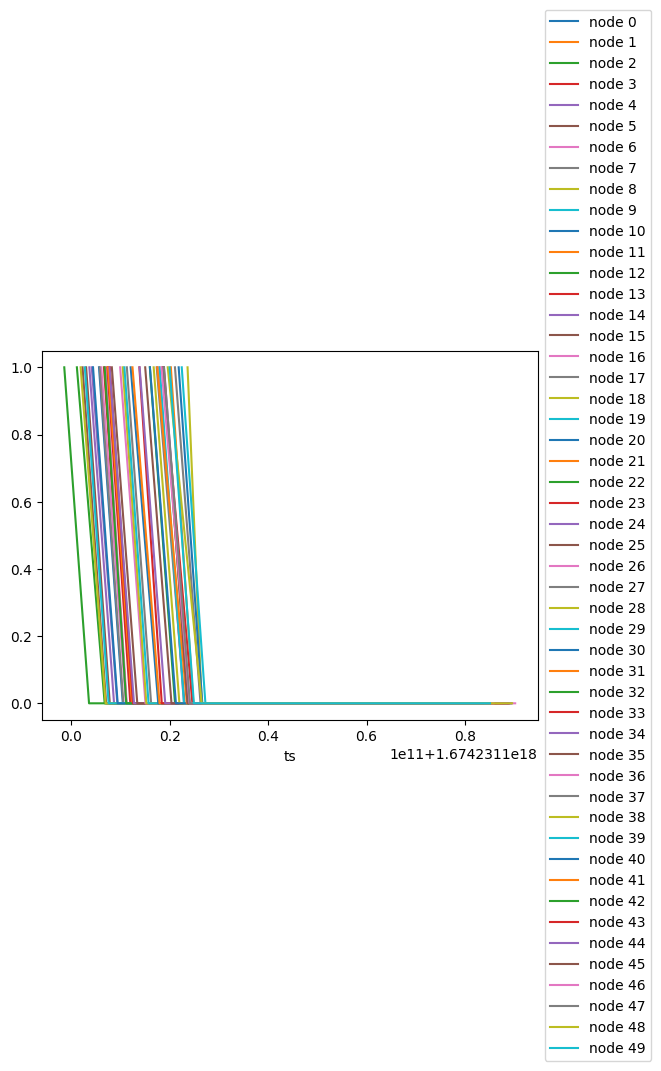 node 0
node 1
node 2
node 3
node 4
node 5
node 6
node 7
node 8
node 9
node 10
node 11
node 12
node 13
node 14
node 15
node 16
node 17
node 18
node 19
node 20
node 21
node 22
node 23
node 24
node 25
node 26
node 27
node 28
node 29
node 30
node 31
node 32
node 33
node 34
node 35
node 36
node 37
node 38
node 39
node 40
node 41
node 42
node 43
node 44
node 45
node 46
node 47
node 48
node 49
1.0
0.8
0.6
0.4
0.2
0.0
0.0 0.2 0.4 0.6 0.8
ts
1e11+1.6742311e18